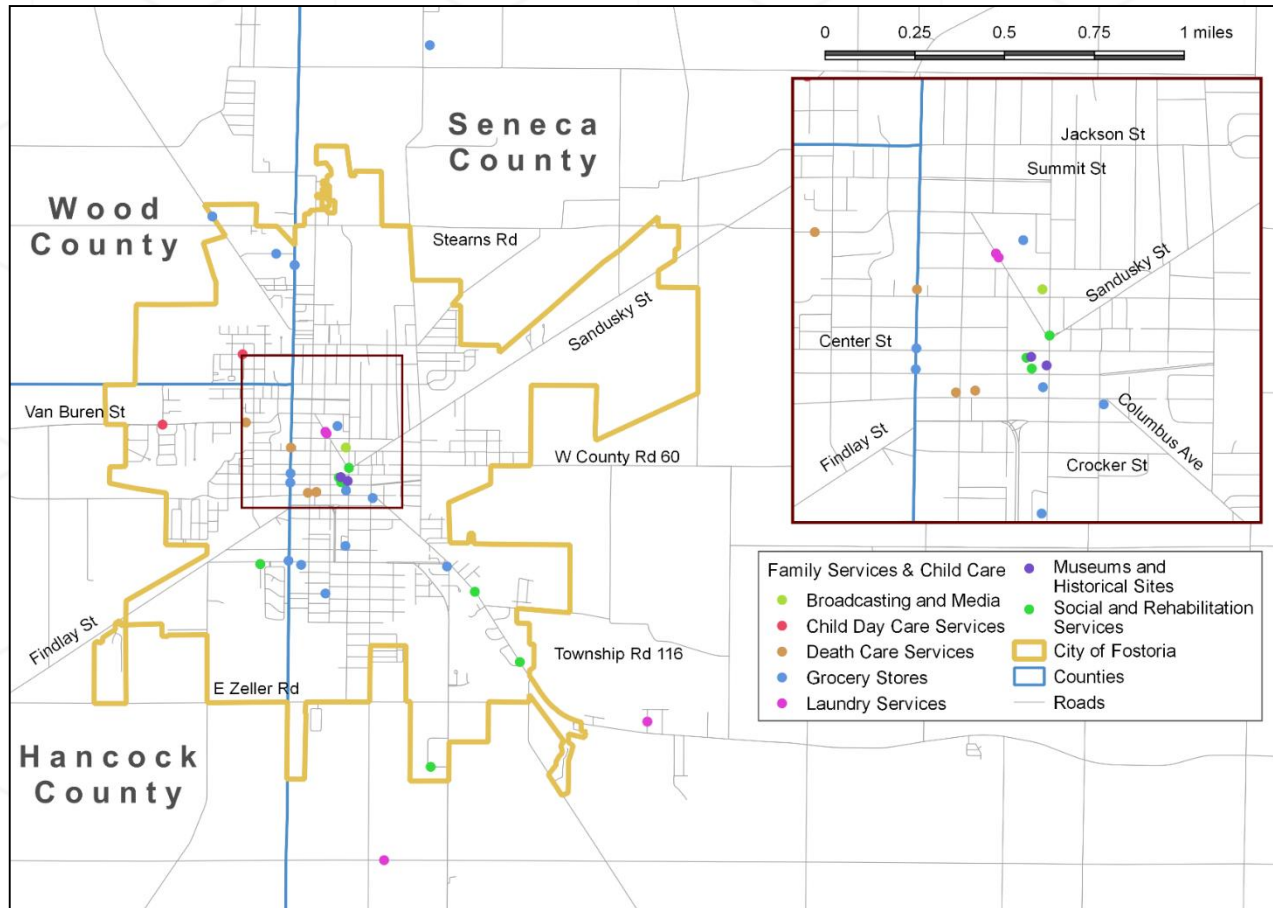 0 0.25 0.5 0.75 1 miles
Seneca
County
Wood
County
Stearns Rd
Sandusky St
Van Buren St
W County Rd 60
Findlay St
Township Rd 116
E Zeller Rd
Hancock
County
Jackson St
Summit St
Sandusky St
Center St
Columbus Ave
Findlay St
Crocker St
Family Services & Child Care
Broadcasting and Media
Child Day Care Services
Death Care Services
Grocery Stores
Laundry Services
Museums and
Historical Sites
Social and Rehabilitation
Services
City of Fostoria
Counties
Roads